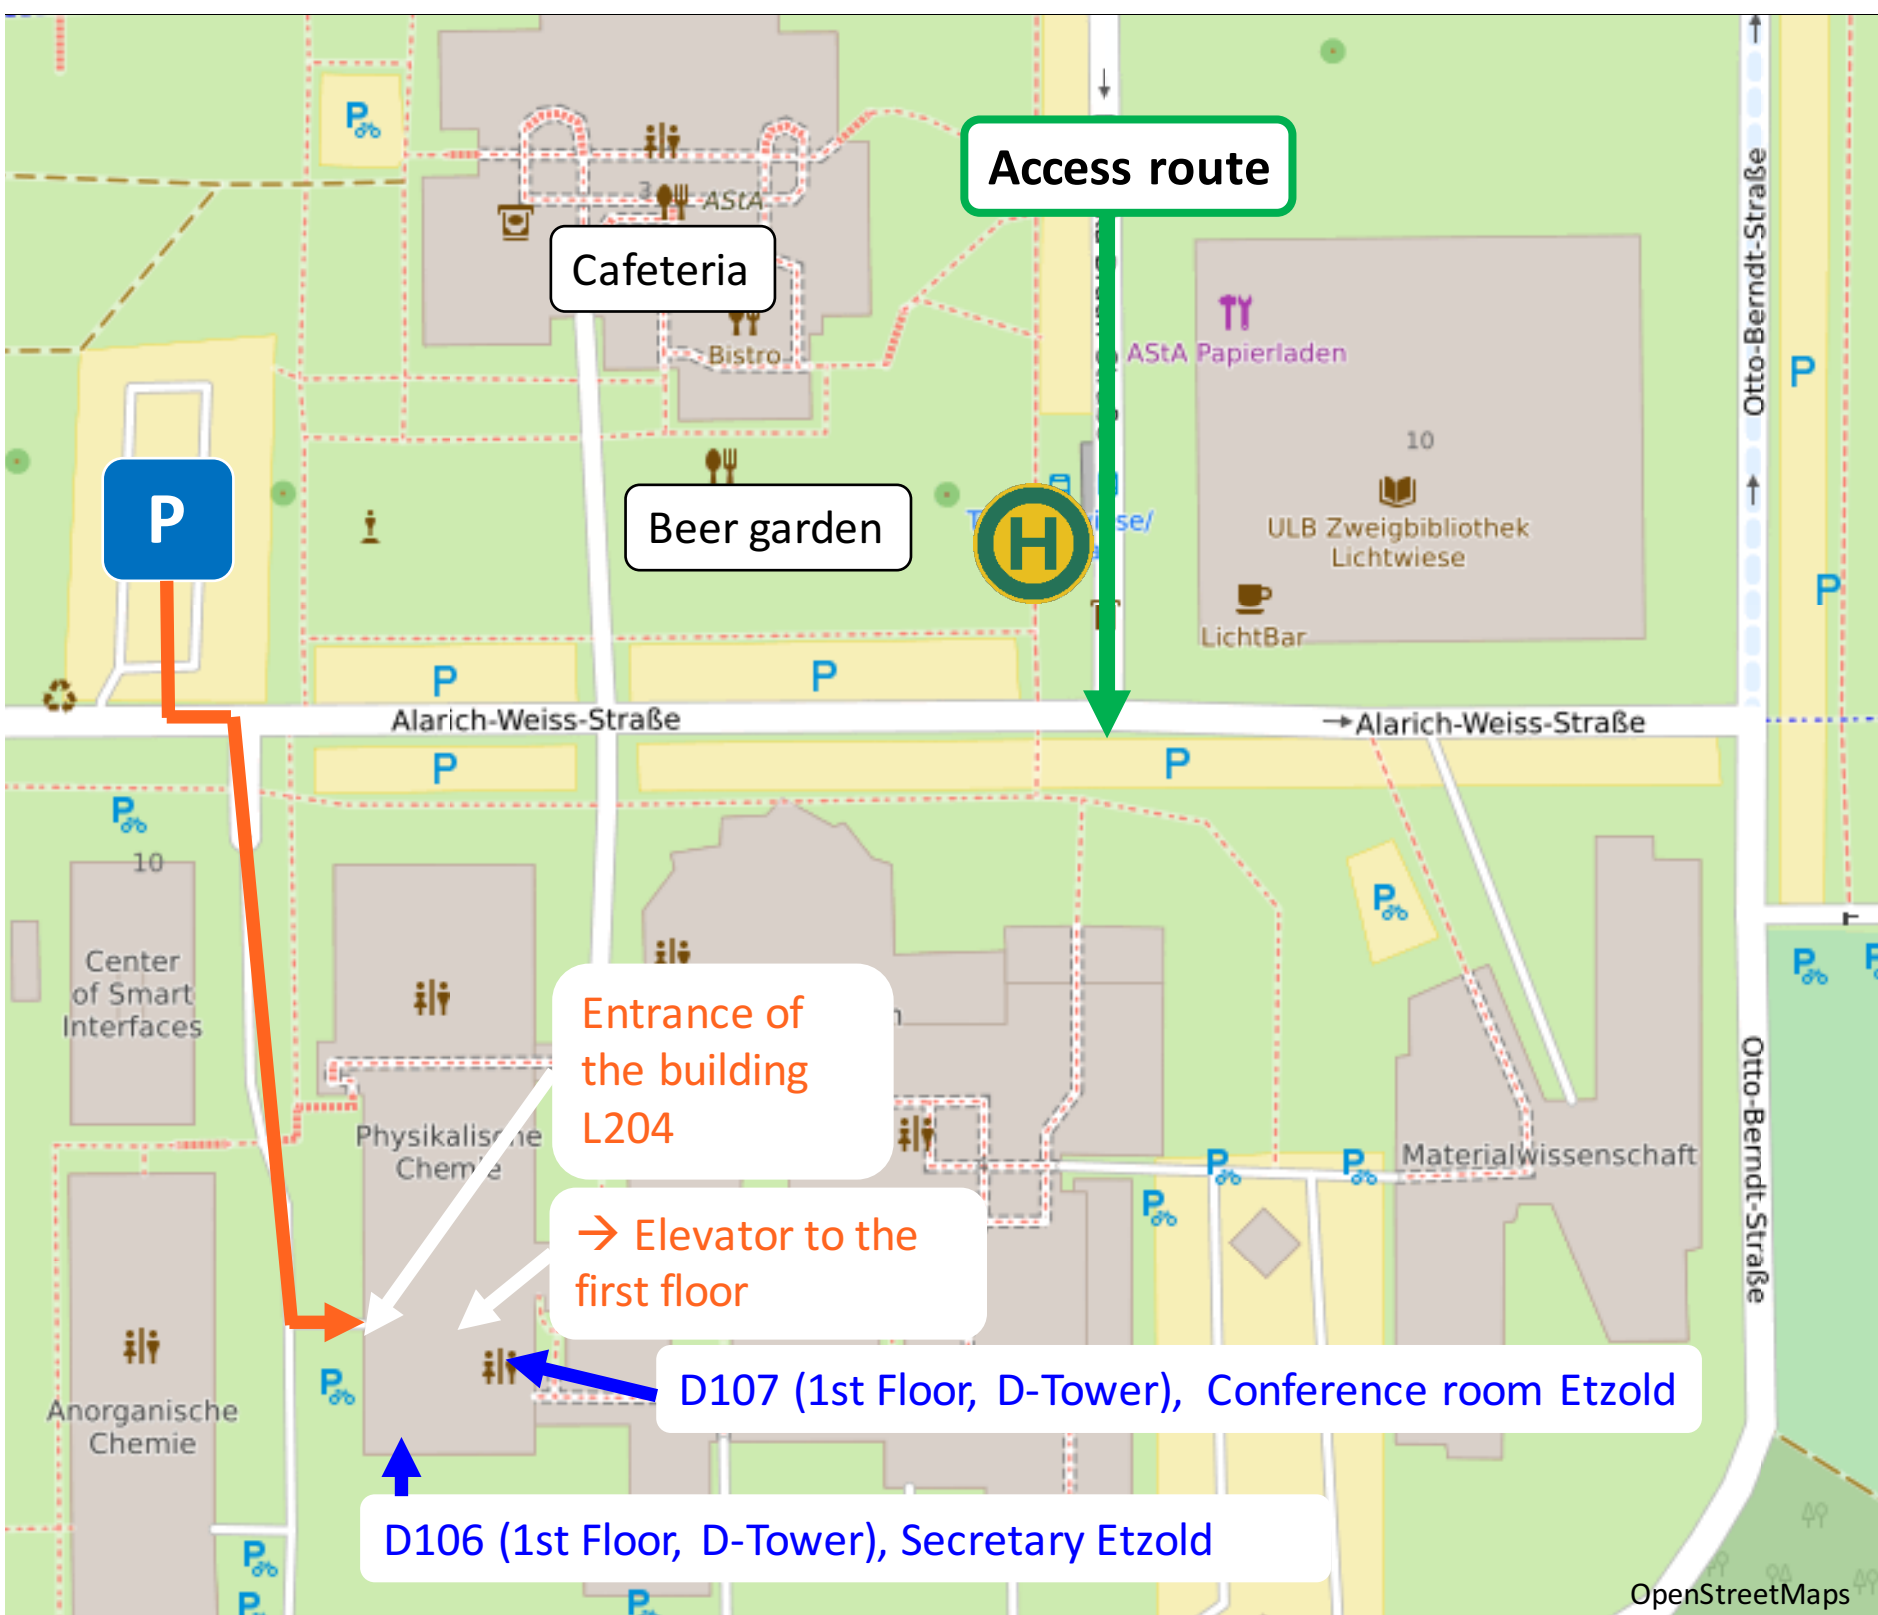 Access route
3
AStA
Cafeteria
Bistro
AStA Papierladen
Otto-Berndt-Straße
P
10
P
ULB Zweigbibliothek
Lichtwiese
Beer garden
H
P
LichtBar
P
P
Alarich-Weiss-Straße
Alarich-Weiss-Straße
P
P
P
10
P
Center
of Smart
Interfaces
P
P
Entrance of
the building
L204
Physikalische
Chemie
Materialwissenschaft
P
P
P
Otto-Berndt-Straße
→ Elevator to the
first floor
P
D107 (1st Floor, D-Tower), Conference room Etzold
Anorganische
Chemie
D106 (1st Floor, D-Tower), Secretary Etzold
P
P
P
OpenStreetMaps